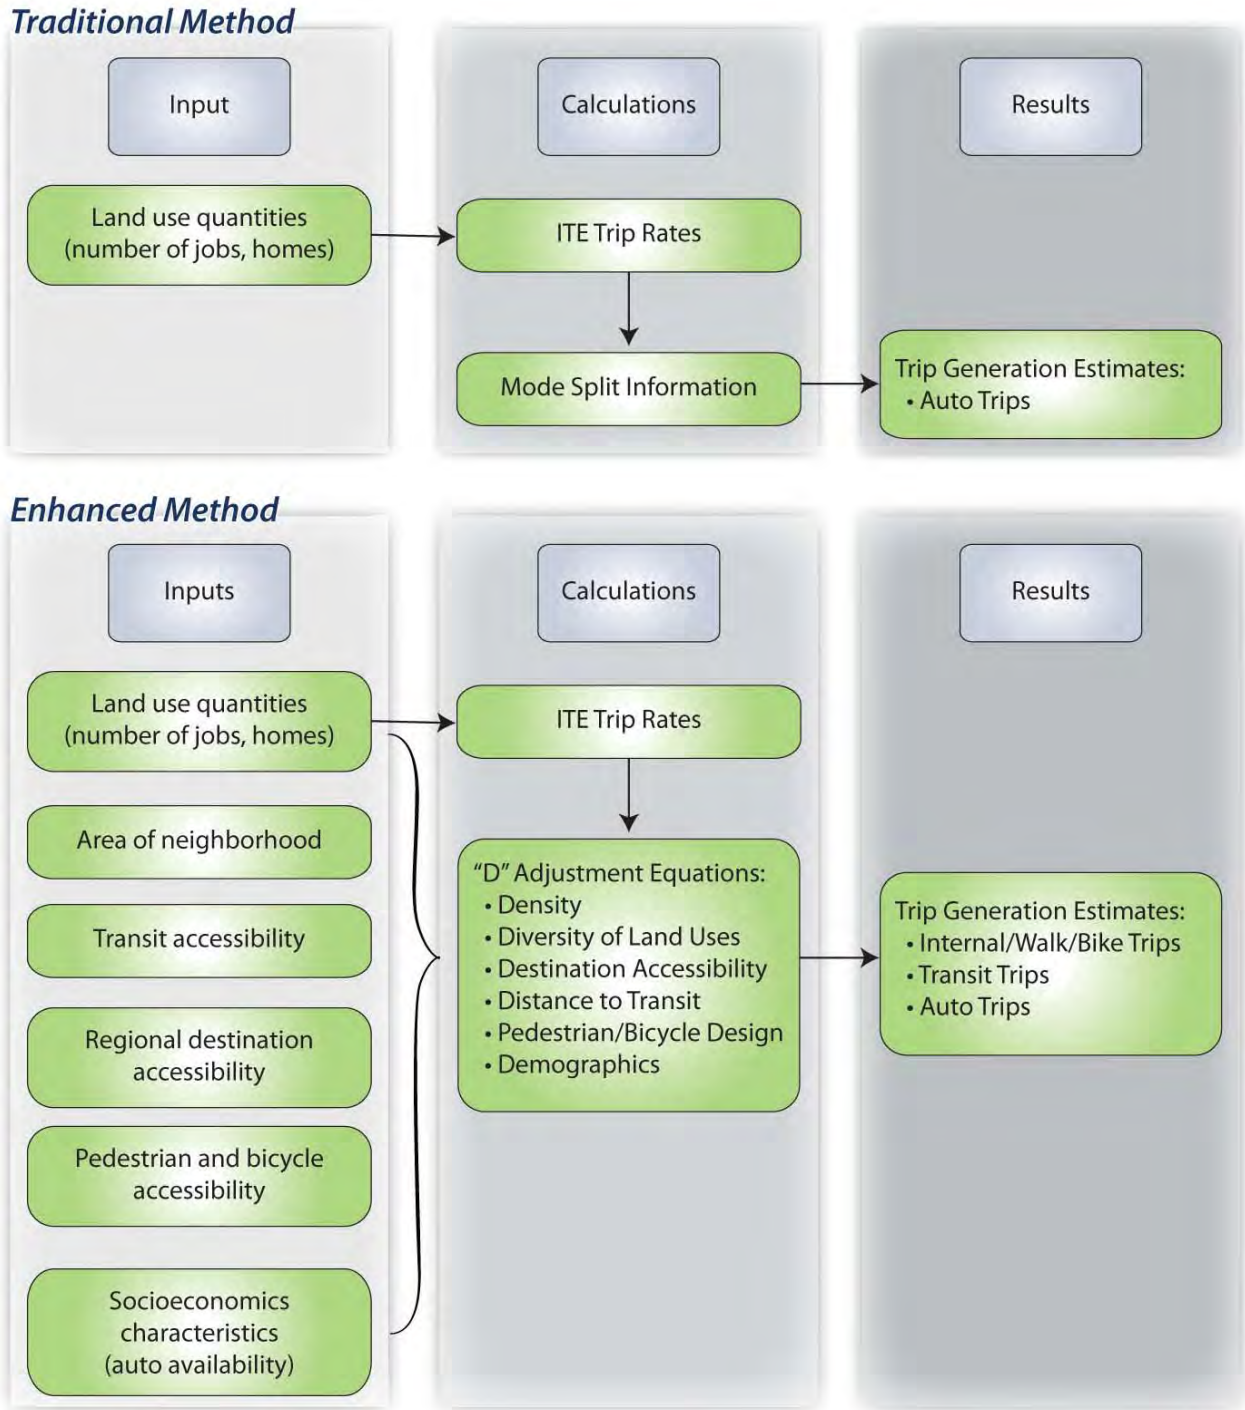 Traditional Method
Input
Calculations
Results
Land use quantities
(number of jobs, homes)
ITE Trip Rates
Mode Split Information
Trip Generation Estimates:
• Auto Trips
Enhanced Method
Inputs
Calculations
Results
Land use quantities
(number of jobs, homes)
ITE Trip Rates
Area of neighborhood
Transit accessibility
Regional destination
accessibility
Pedestrian and bicycle
accessibility
Socioeconomics
characteristics
(auto availability)
“D” Adjustment Equations:
• Density
• Diversity of Land Uses
• Destination Accessibility
• Distance to Transit
• Pedestrian/Bicycle Design
• Demographics
Trip Generation Estimates:
• Internal/Walk/Bike Trips
• Transit Trips
• Auto Trips